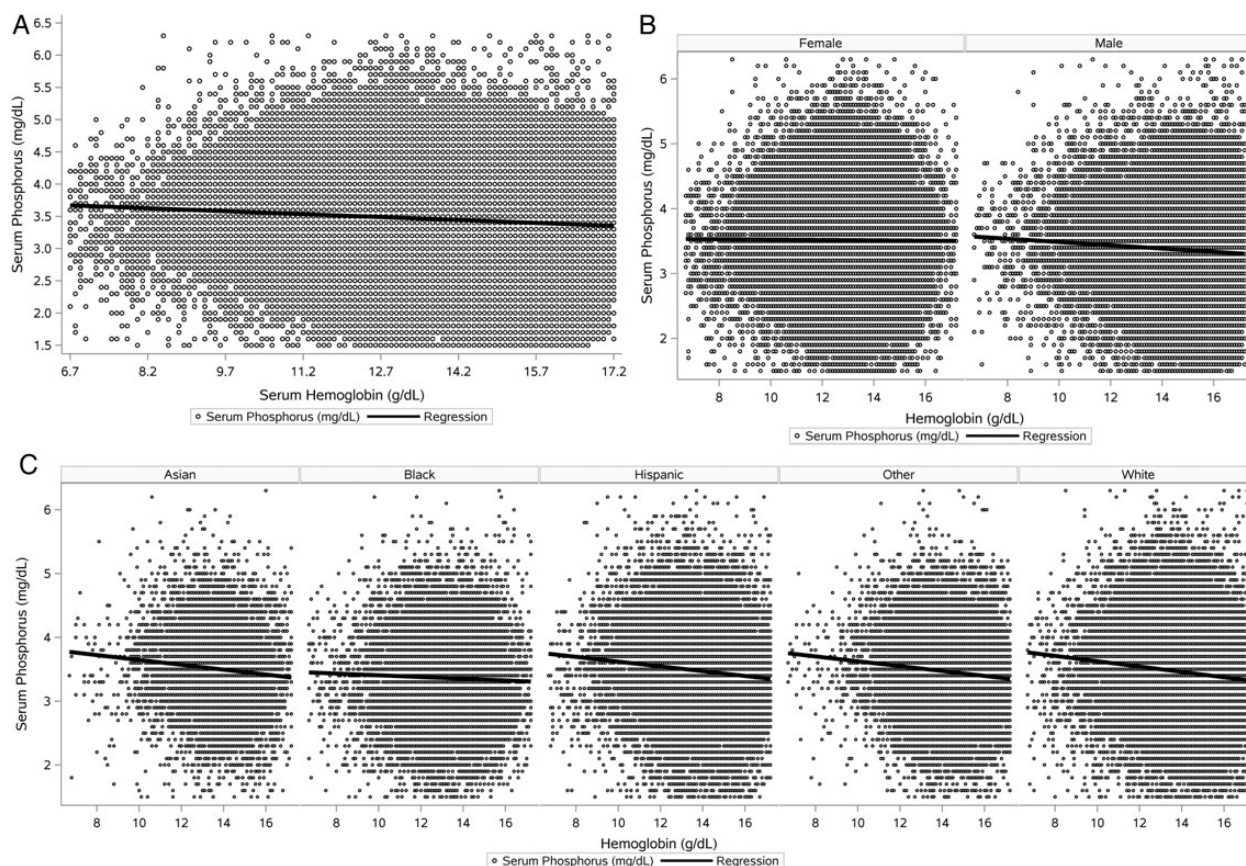 A
6.5
6.0
5.5
5.0
4.5
4.0
3.5
3.0
2.5
2.0
1.5
Serum Phosphorus (mg/dL)
6.7 8.2 9.7 11.2 12.7 14.2 15.7 17.2
Serum Hemoglobin (g/dL)
Serum Phosphorus (mg/dL) Regression
B
Female Male
6
5
4
3
2
Serum Phosphorus (mg/dL)
8 10 12 14 16 8 10 12 14 16
Hemoglobin (g/dL)
Serum Phosphorus (mg/dL) Regression
C
Asian Black Hispanic Other White
6
5
4
3
2
Serum Phosphorus (mg/dL)
8 10 12 14 16 8 10 12 14 16 8 10 12 14 16 8 10 12 14 16 8 10 12 14 16
Hemoglobin (g/dL)
Serum Phosphorus (mg/dL) Regression